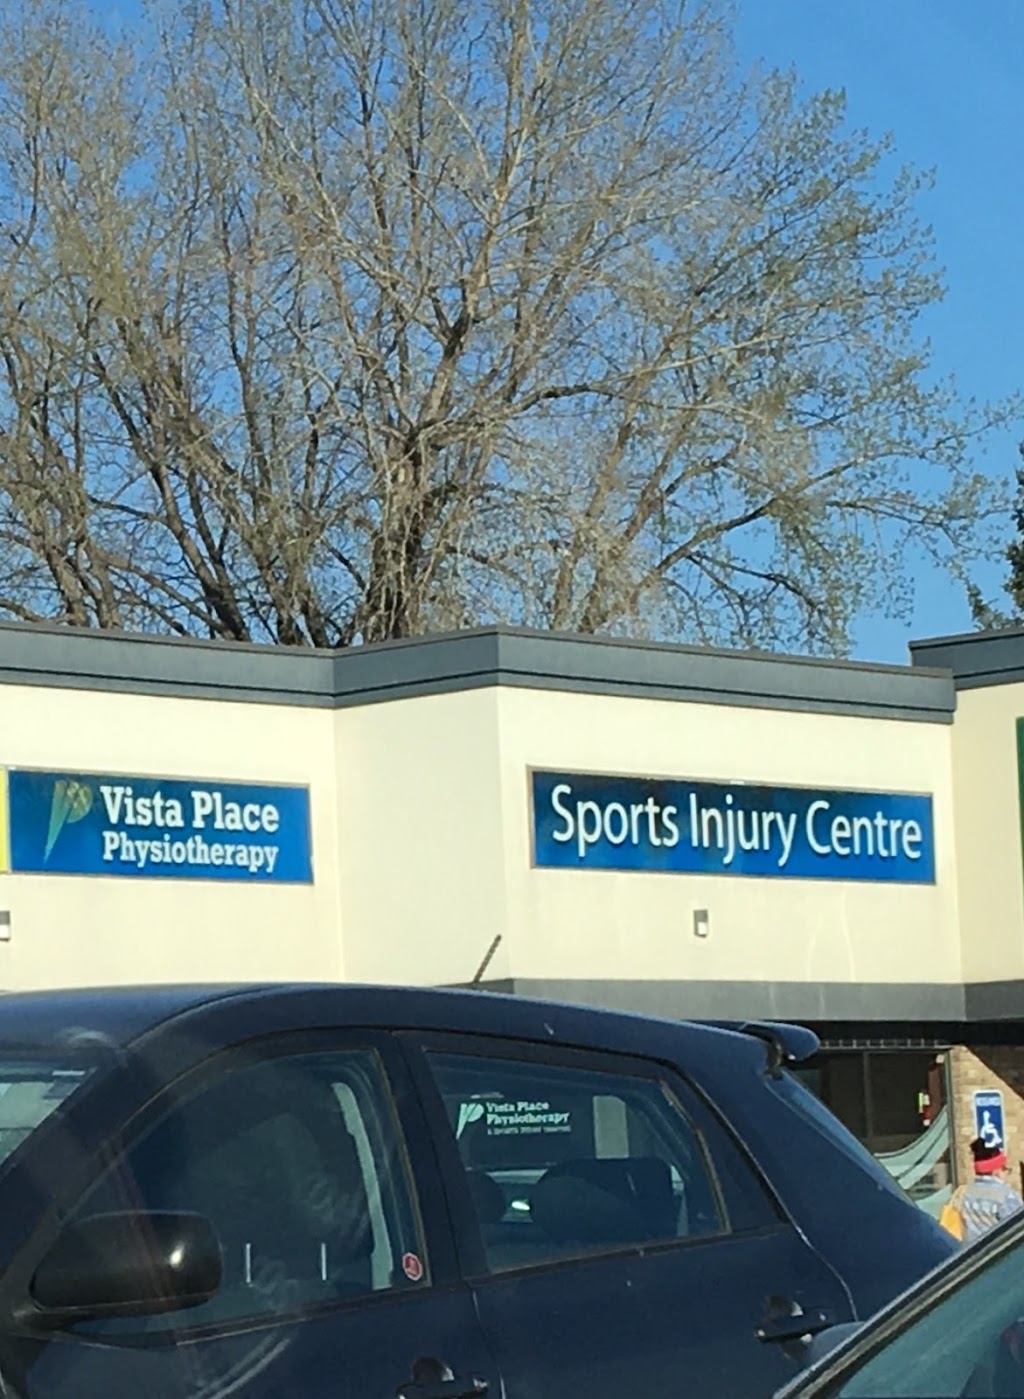 Vista Place
Physiotherapy
Sports Injury Centre
Vista Place
Physiotherapy